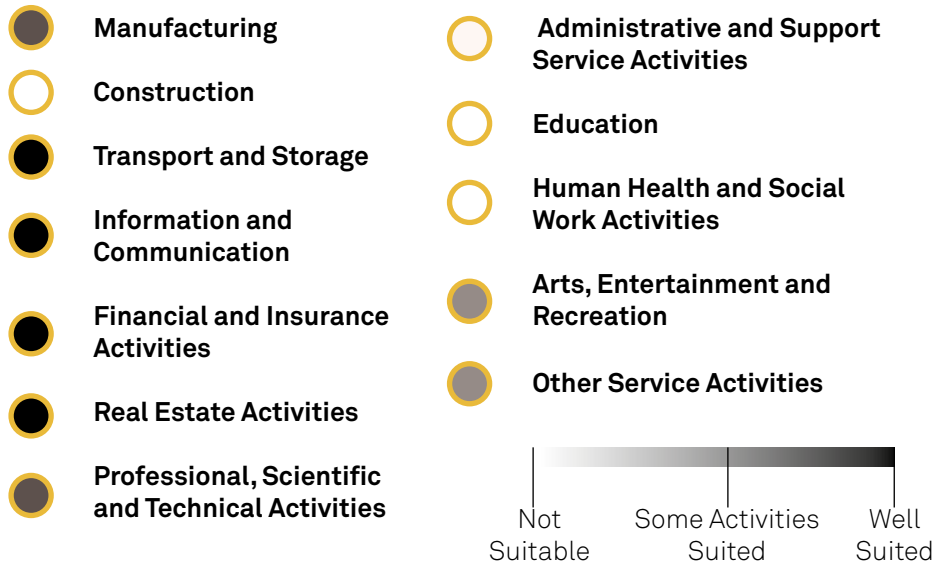 Manufacturing
Construction
Transport and Storage
Information and
Communication
Financial and Insurance
Activities
Real Estate Activities
Professional, Scientific
and Technical Activities
Administrative and Support
Service Activities
Education
Human Health and Social
Work Activities
Arts, Entertainment and
Recreation
Other Service Activities
Not
Suitable
Some Activities
Suited
Well
Suited